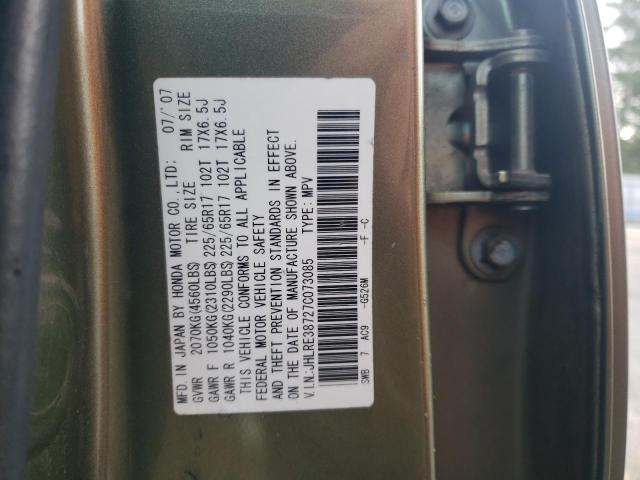 MFD. IN JAPAN BY HONDA MOTOR CO., LTD: 07/'07
GVWR 2070KG(4560LBS) TIRE SIZE RIM SIZE
GAWR F 1050KG(2310LBS) 225/65R17 102T 17X6.5J
GAWR R 1040KG(2290LBS) 225/65R17 102T 17X6.5J
THIS VEHICLE CONFORMS TO ALL APPLICABLE
FEDERAL MOTOR VEHICLE SAFETY
AND THEFT PREVENTION STANDARDS IN EFFECT
ON THE DATE OF MANUFACTURE SHOWN ABOVE.
V.I.N.:JHLRE38727C073085 TYPE: MPV
SWB 7 AC9 -G526M -F -C